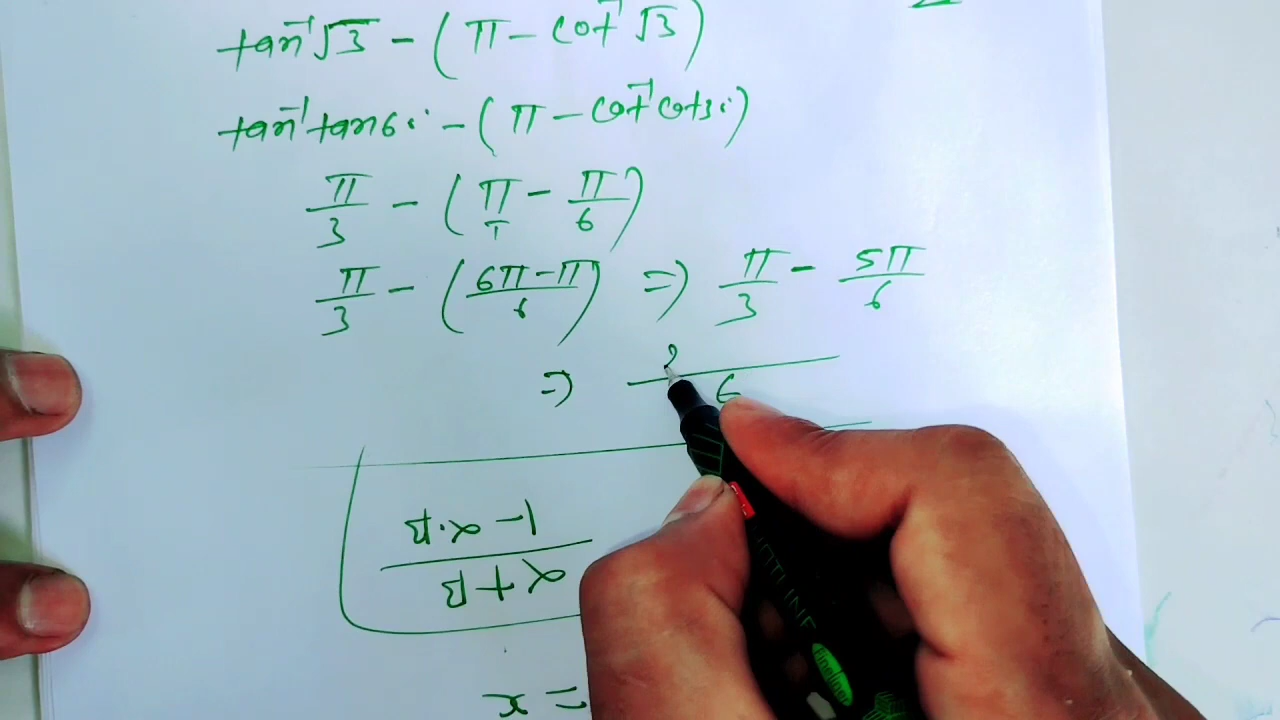 tan⁻¹√3 – (π – cot⁻¹√3)
tan⁻¹tan60 – (π – cot⁻¹cot30)
π/3 – (π/1 – π/6)
π/3 – (6π–π/6) ⇒ π/3 – 5π/6
⇒ 2/6
1–α·β
α+β
x =
Fineliner